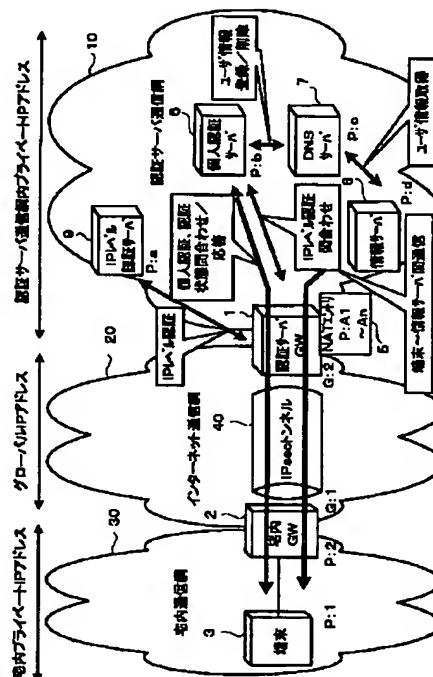 宅内プライベートIPアドレス
グローバルIPアドレス
認証サーバ通信網内プライベートIPアドレス
30
20
10
宅内通信網
インターネット通信網
認証サーバ通信網
3
端末
P:1
2
宅内
GW
P:2
G:1
40
IPsecトンネル
G:2
1
認証サーバ
GW
NATエントリ
P:A1
~An
5
IPレベル認証
9
IPレベル
認証サーバ
P:a
個人認証、認証
状態問合わせ/
応答
6
個人認証
サーバ
P:b
ユーザ情報
登録/削除
7
DNS
サーバ
P:c
IPレベル認証
問合わせ
8
情報サーバ
P:d
ユーザ情報取得
端末~情報サーバ間通信